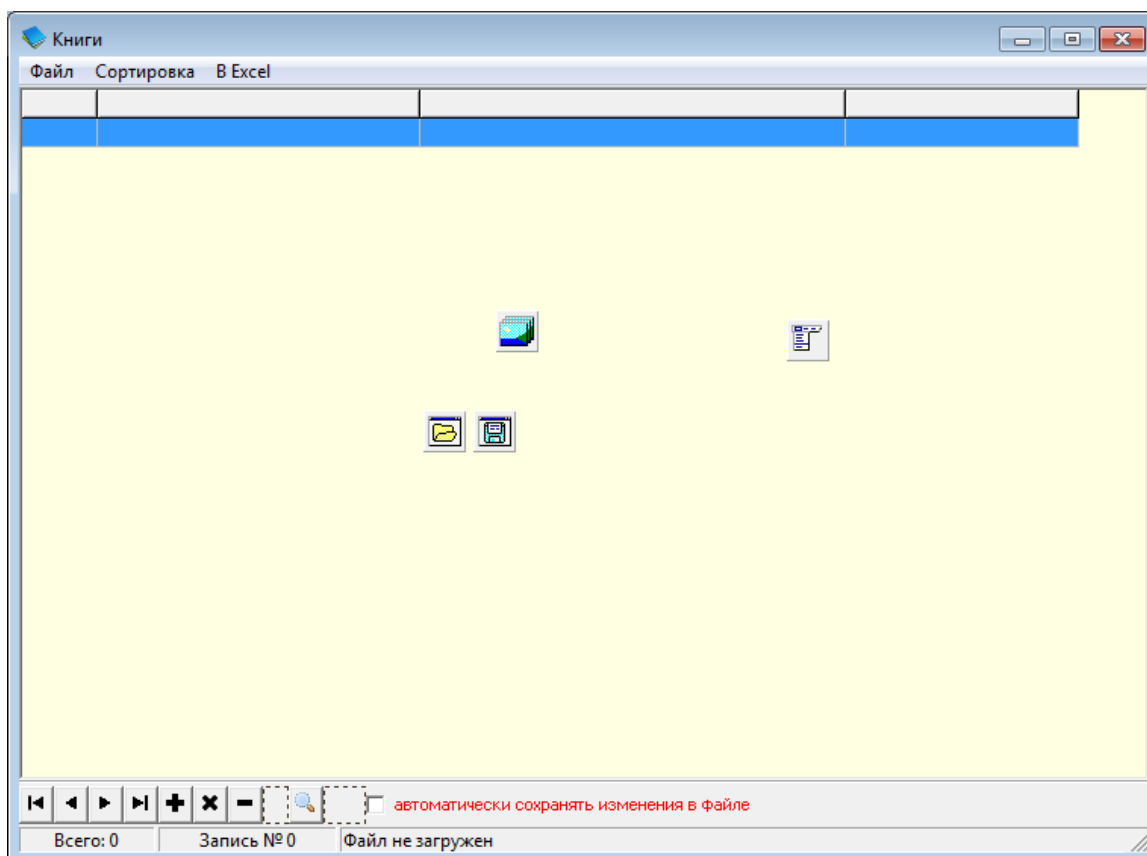 Книги
Файл Сортировка В Excel
автоматически сохранять изменения в файле
Всего: 0 Запись № 0 Файл не загружен